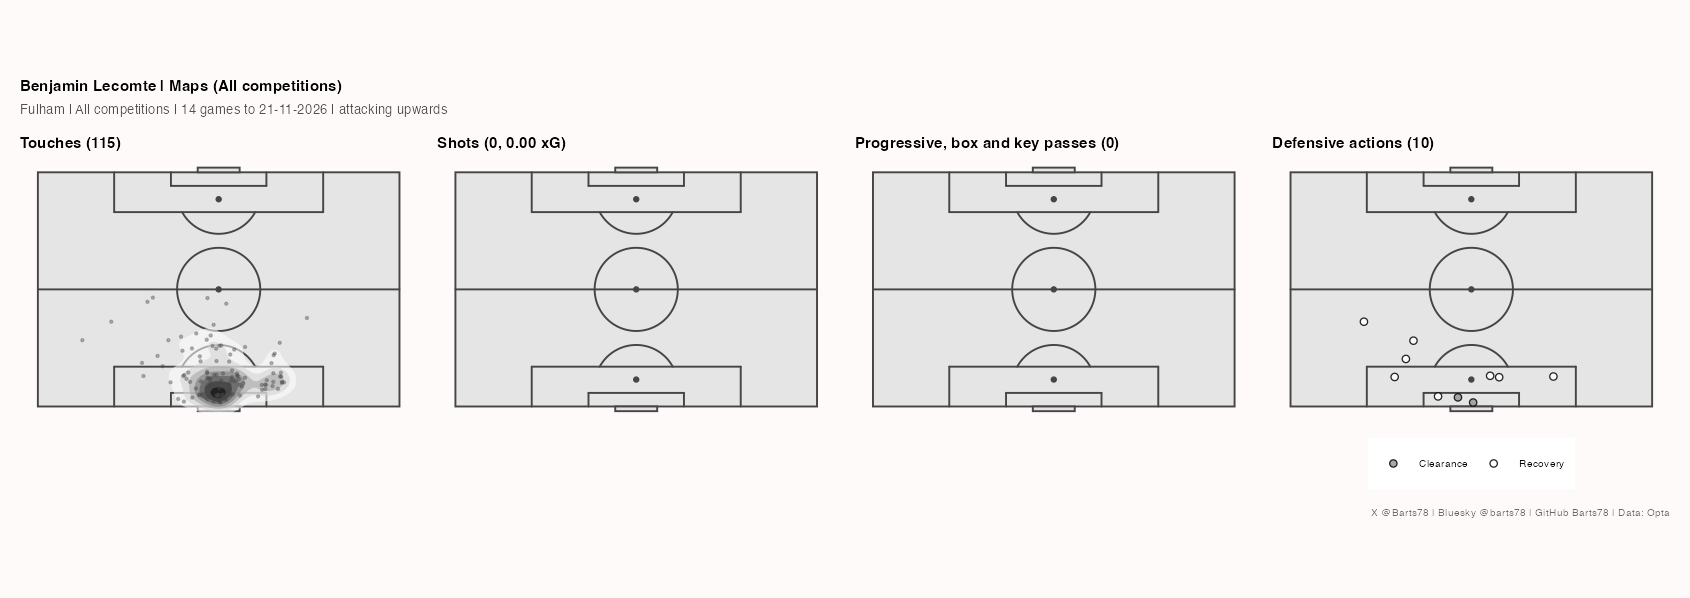 Benjamin Lecomte | Maps (All competitions)
Fulham | All competitions | 14 games to 21-11-2026 | attacking upwards
Touches (115)
Shots (0, 0.00 xG)
Progressive, box and key passes (0)
Defensive actions (10)
Clearance
Recovery
X @Barts78 | Bluesky @barts78 | GitHub Barts78 | Data: Opta